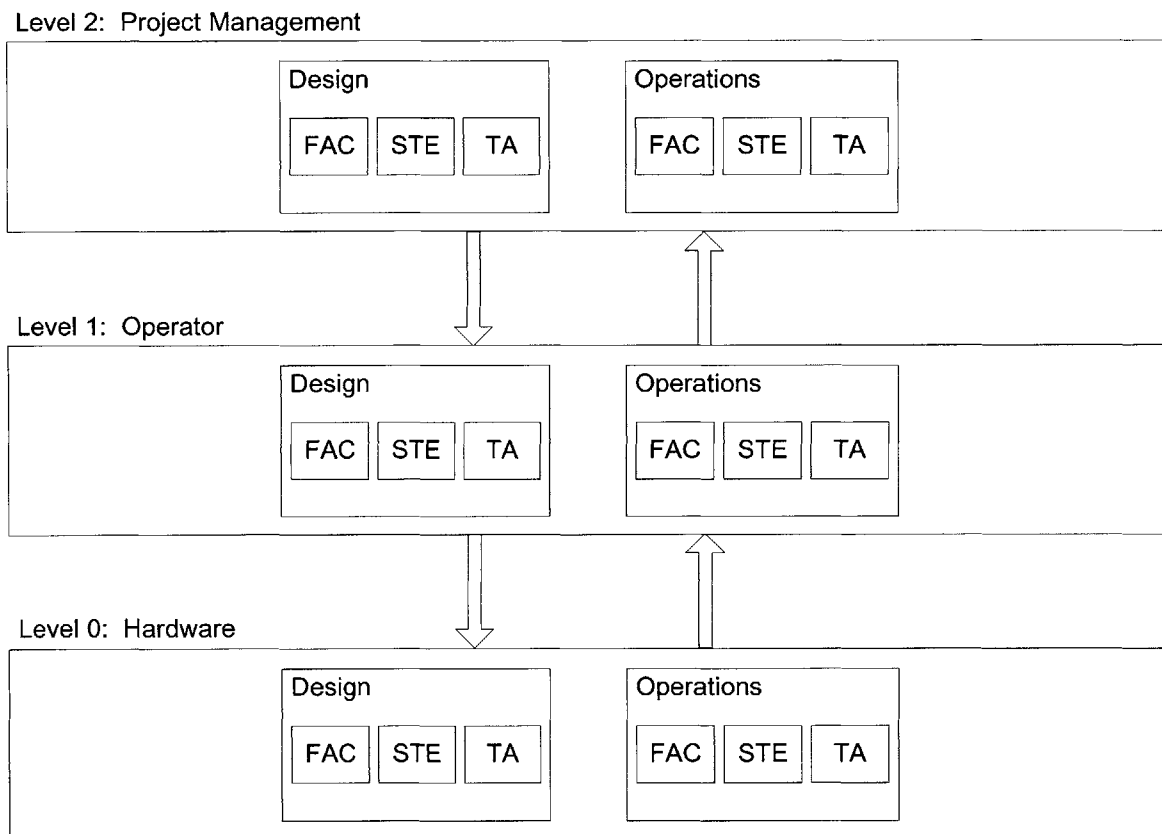 Level 2: Project Management
Design Operations
FAC STE TA FAC STE TA
Level 1: Operator
Design Operations
FAC STE TA FAC STE TA
Level 0: Hardware
Design Operations
FAC STE TA FAC STE TA